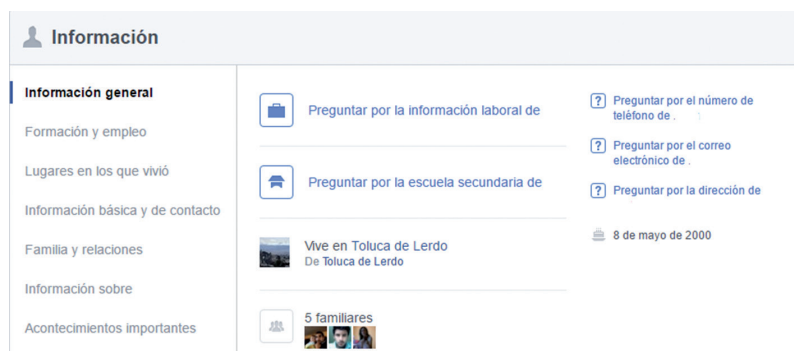 Información
Información general
Formación y empleo
Lugares en los que vivió
Información básica y de contacto
Familia y relaciones
Información sobre
Acontecimientos importantes
Preguntar por la información laboral de
Preguntar por la escuela secundaria de
Vive en Toluca de Lerdo
De Toluca de Lerdo
5 familiares
? Preguntar por el número de
teléfono de .
? Preguntar por el correo
electrónico de .
? Preguntar por la dirección de
8 de mayo de 2000